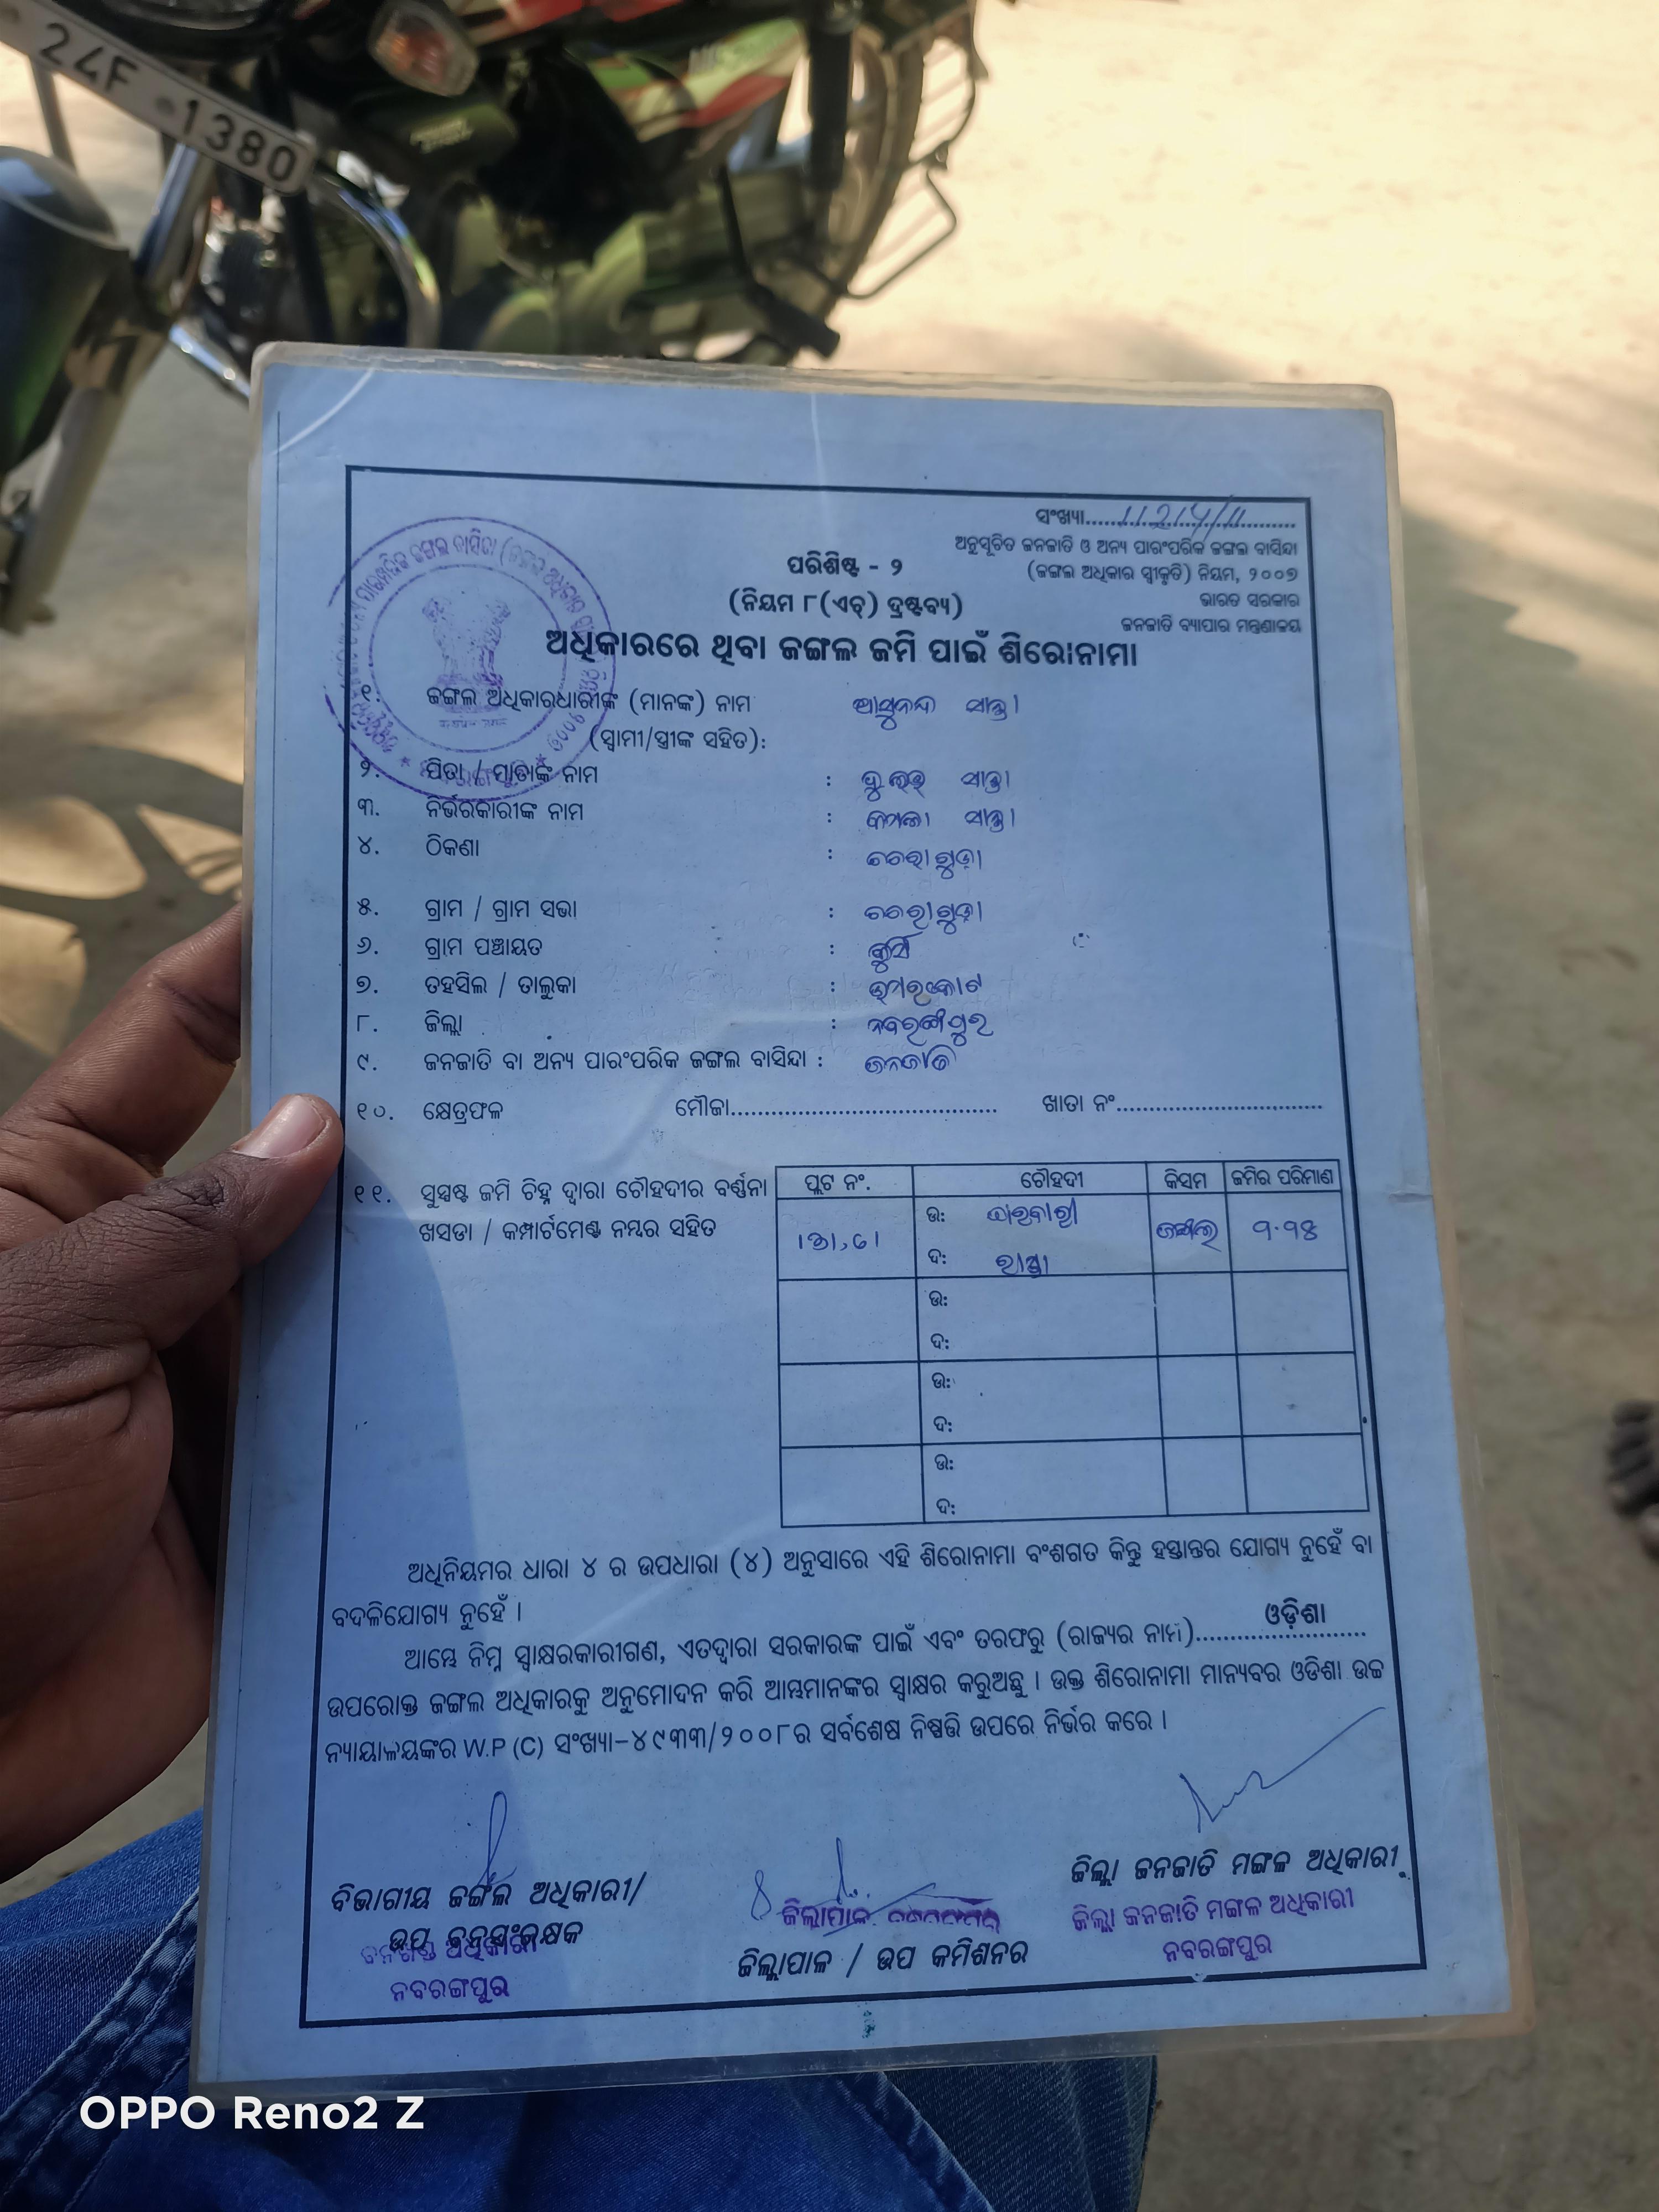 24F 1380
ସଂଖ୍ୟା...11214/11...
ଅନୁସୂଚିତ ଜନଜାତି ଓ ଅନ୍ୟ ପାରଂପରିକ ଜଙ୍ଗଲ ବାସିନ୍ଦା
(ଜଙ୍ଗଲ ଅଧିକାର ସ୍ୱୀକୃତି) ନିୟମ, ୨୦୦୭
ଭାରତ ସରକାର
ଜନଜାତି ବ୍ୟାପାର ମନ୍ତ୍ରଣାଳୟ
ପରିଶିଷ୍ଟ - ୨
(ନିୟମ ୮(ଏଚ୍) ଦ୍ରଷ୍ଟବ୍ୟ)
ଅଧିକାରରେ ଥିବା ଜଙ୍ଗଲ ଜମି ପାଇଁ ଶିରୋନାମା
୧. ଜଙ୍ଗଲ ଅଧିକାରଧାରୀଙ୍କ (ମାନଙ୍କ) ନାମ
(ସ୍ୱାମୀ/ସ୍ତ୍ରୀଙ୍କ ସହିତ):
୨. ପିତା / ମାତାଙ୍କ ନାମ :
୩. ନିର୍ଭରକାରୀଙ୍କ ନାମ :
୪. ଠିକଣା :
୫. ଗ୍ରାମ / ଗ୍ରାମ ସଭା :
୬. ଗ୍ରାମ ପଞ୍ଚାୟତ :
୭. ତହସିଲ / ତାଲୁକା : ଉମରକୋଟ
୮. ଜିଲ୍ଲା : ନବରଙ୍ଗପୁର
୯. ଜନଜାତି ବା ଅନ୍ୟ ପାରଂପରିକ ଜଙ୍ଗଲ ବାସିନ୍ଦା : ଜନଜାତି
୧୦. କ୍ଷେତ୍ରଫଳ ମୌଜା........ ଖାତା ନଂ........
୧୧. ସୁସ୍ପଷ୍ଟ ଜମି ଚିହ୍ନ ଦ୍ୱାରା ଚୌହଦୀର ବର୍ଣ୍ଣନା
ଖସଡା / କମ୍ପାର୍ଟମେଣ୍ଟ ନମ୍ବର ସହିତ
ପ୍ଲଟ ନଂ. ଚୌହଦୀ କିସମ ଜମିର ପରିମାଣ
ଉ: ଜଙ୍ଗଲ
ଦ: ରାସ୍ତା
ଉ:
ଦ:
ଉ:
ଦ:
ଉ:
ଦ:
ଅଧିନିୟମର ଧାରା ୪ ର ଉପଧାରା (୪) ଅନୁସାରେ ଏହି ଶିରୋନାମା ବଂଶଗତ କିନ୍ତୁ ହସ୍ତାନ୍ତର ଯୋଗ୍ୟ ନୁହେଁ ବା
ବଦଳିଯୋଗ୍ୟ ନୁହେଁ ।
ଆମ୍ଭେ ନିମ୍ନ ସ୍ୱାକ୍ଷରକାରୀଗଣ, ଏତଦ୍ୱାରା ସରକାରଙ୍କ ପାଇଁ ଏବଂ ତରଫରୁ (ରାଜ୍ୟର ନାମ)...ଓଡ଼ିଶା...
ଉପରୋକ୍ତ ଜଙ୍ଗଲ ଅଧିକାରକୁ ଅନୁମୋଦନ କରି ଆମ୍ଭମାନଙ୍କର ସ୍ୱାକ୍ଷର କରୁଅଛୁ । ଉକ୍ତ ଶିରୋନାମା ମାନ୍ୟବର ଓଡିଶା ଉଚ୍ଚ
ନ୍ୟାୟାଳୟଙ୍କର W.P (C) ସଂଖ୍ୟା-୪୯୩୩/୨୦୦୮ର ସର୍ବଶେଷ ନିଷ୍ପତ୍ତି ଉପରେ ନିର୍ଭର କରେ ।
ବିଭାଗୀୟ ଜଙ୍ଗଲ ଅଧିକାରୀ/
ଉପ ବନସଂରକ୍ଷକ
ବନଖଣ୍ଡ ଅଧିକାରୀ
ନବରଙ୍ଗପୁର
ଜିଲ୍ଲାପାଳ
ଜିଲ୍ଲାପାଳ / ଉପ କମିଶନର
ଜିଲ୍ଲା ଜନଜାତି ମଙ୍ଗଳ ଅଧିକାରୀ
ଜିଲ୍ଲା ଜନଜାତି ମଙ୍ଗଳ ଅଧିକାରୀ
ନବରଙ୍ଗପୁର
OPPO Reno2 Z